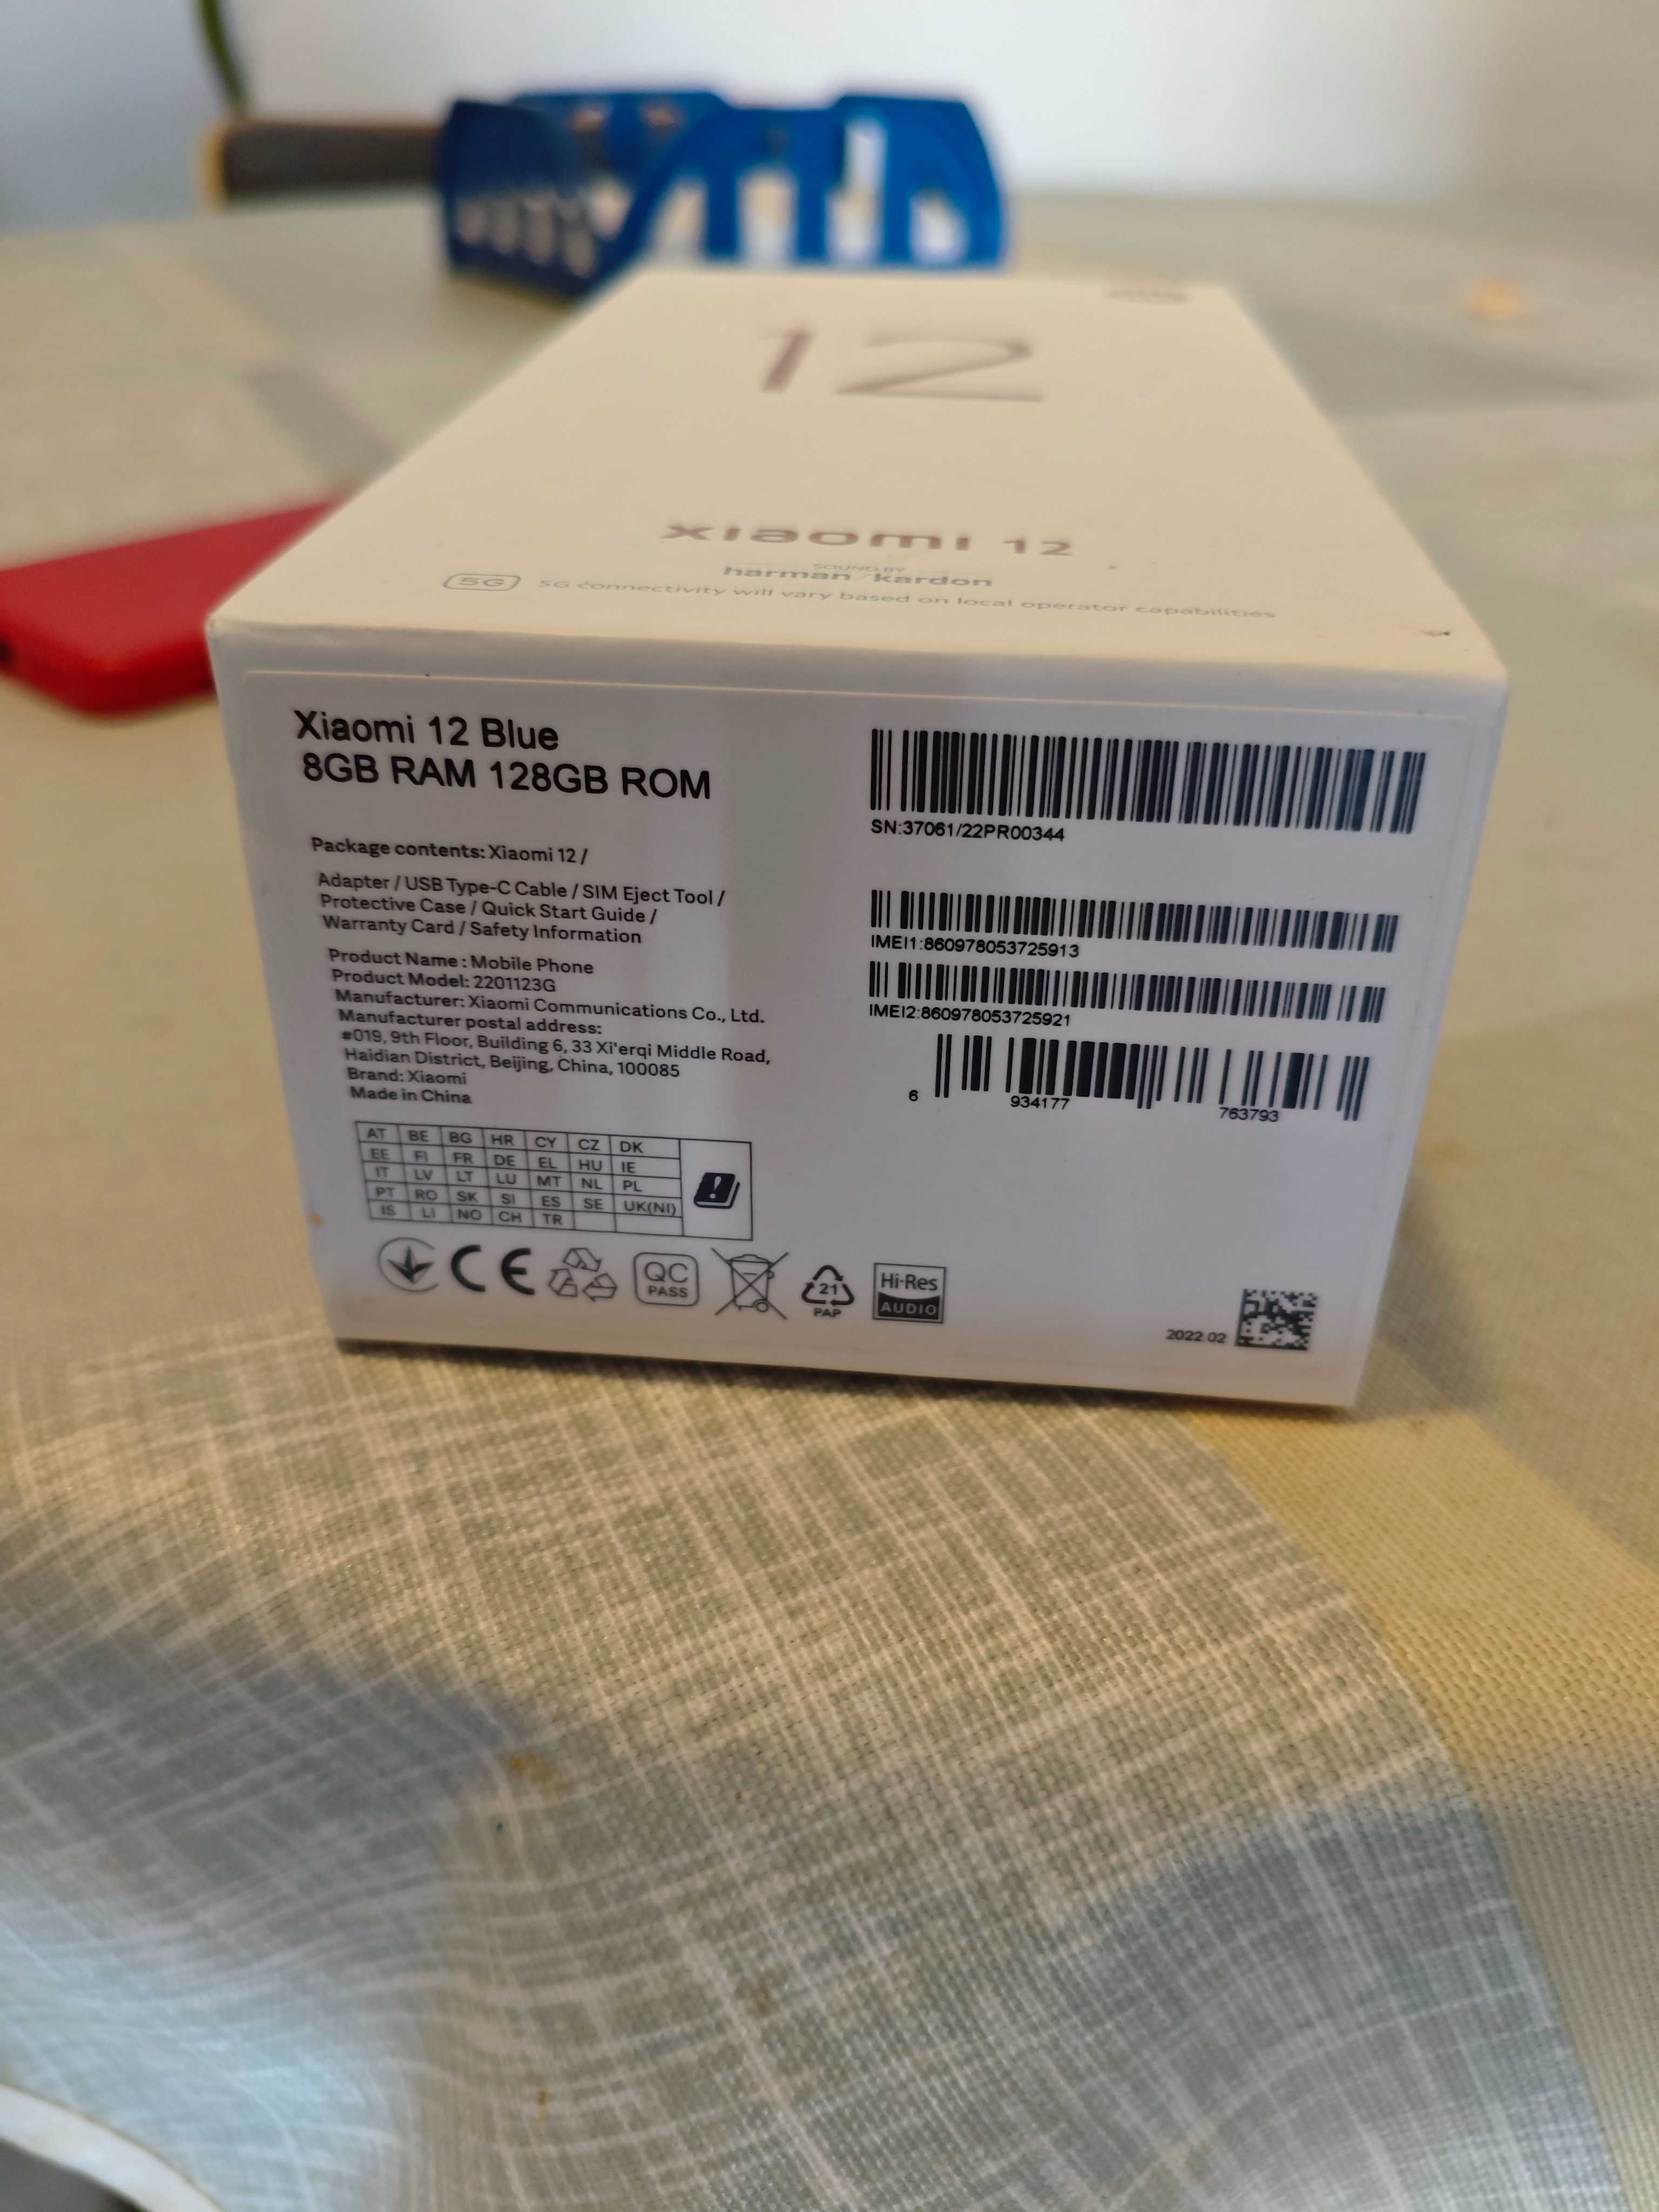 12
xiaomi 12
SOUND BY
harman/kardon
5G 5G connectivity will vary based on local operator capabilities
Xiaomi 12 Blue
8GB RAM 128GB ROM
Package contents: Xiaomi 12 /
Adapter / USB Type-C Cable / SIM Eject Tool /
Protective Case / Quick Start Guide /
Warranty Card / Safety Information
Product Name : Mobile Phone
Product Model: 2201123G
Manufacturer: Xiaomi Communications Co., Ltd.
Manufacturer postal address:
#019, 9th Floor, Building 6, 33 Xi'erqi Middle Road,
Haidian District, Beijing, China, 100085
Brand: Xiaomi
Made in China
AT BE BG HR CY CZ DK
EE FI FR DE EL HU IE
IT LV LT LU MT NL PL
PT RO SK SI ES SE UK(NI)
IS LI NO CH TR
CE
QC
PASS
21
PAP
Hi-Res
AUDIO
SN:37061/22PR00344
IMEI1:860978053725913
IMEI2:860978053725921
6 934177 763793
2022.02